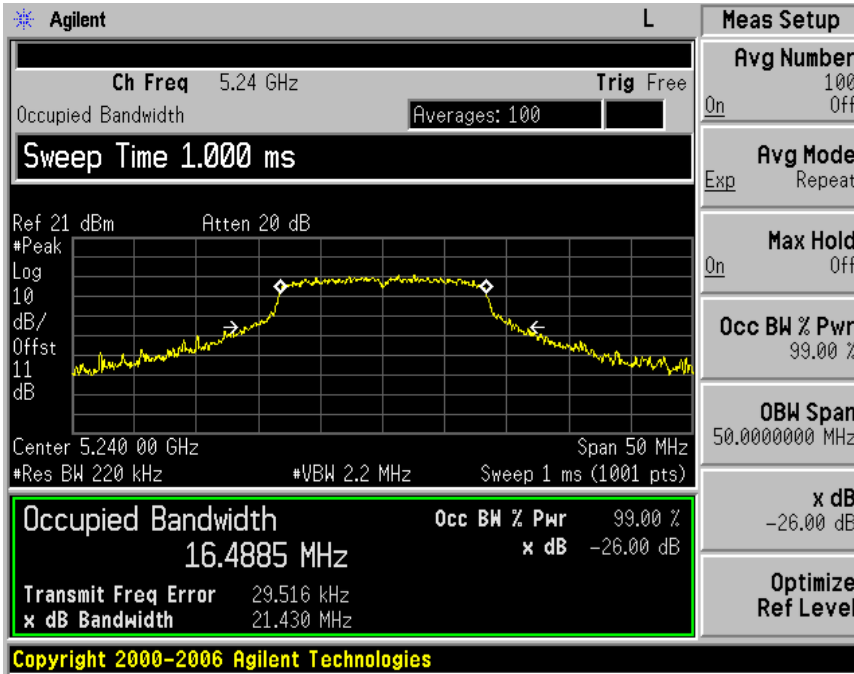 Agilent L Meas Setup
Ch Freq 5.24 GHz Trig Free
Occupied Bandwidth Averages: 100
Sweep Time 1.000 ms
Ref 21 dBm Atten 20 dB
#Peak
Log
10
dB/
Offst
11
dB
Center 5.240 00 GHz Span 50 MHz
#Res BW 220 kHz #VBW 2.2 MHz Sweep 1 ms (1001 pts)
Occupied Bandwidth Occ BW % Pwr 99.00 %
16.4885 MHz x dB -26.00 dB
Transmit Freq Error 29.516 kHz
x dB Bandwidth 21.430 MHz
Copyright 2000-2006 Agilent Technologies
Avg Number
100
On Off
Avg Mode
Exp Repeat
Max Hold
On Off
Occ BW % Pwr
99.00 %
OBW Span
50.0000000 MHz
x dB
-26.00 dB
Optimize
Ref Level